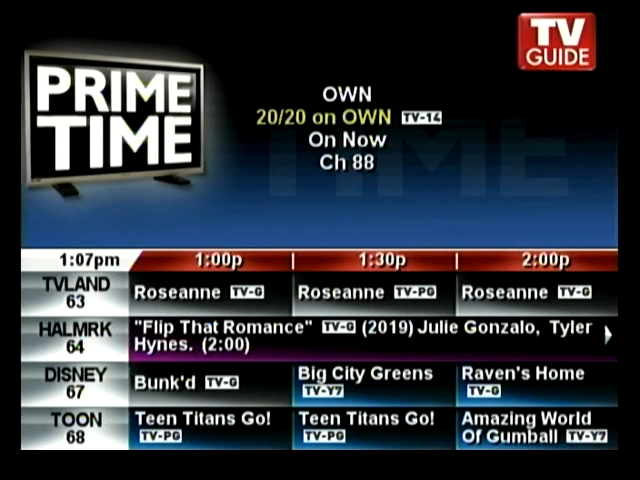 TV
GUIDE
PRIME
TIME
OWN
20/20 on OWN TV-14
On Now
Ch 88
TIME
1:07pm 1:00p 1:30p 2:00p
TVLAND
63
Roseanne TV-G
Roseanne TV-PG
Roseanne TV-G
HALMRK
64
"Flip That Romance" TV-G (2019) Julie Gonzalo, Tyler
Hynes. (2:00)
DISNEY
67
Bunk'd TV-G
Big City Greens
TV-Y7
Raven's Home
TV-G
TOON
68
Teen Titans Go!
TV-PG
Teen Titans Go!
TV-PG
Amazing World
Of Gumball TV-Y7